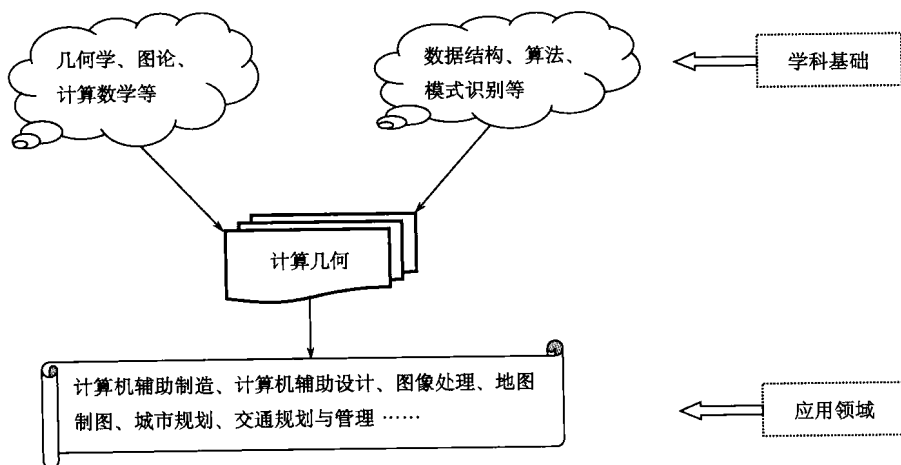 几何学、图论、
计算数学等
数据结构、算法、
模式识别等
学科基础
计算几何
计算机辅助制造、计算机辅助设计、图像处理、地图
制图、城市规划、交通规划与管理 ……
应用领域